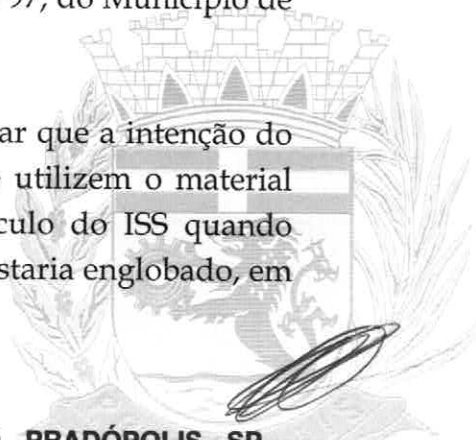 97, do Município de
ar que a intenção do
utilizem o material
culo do ISS quando
staria englobado, em
PRADÓPOLIS SP